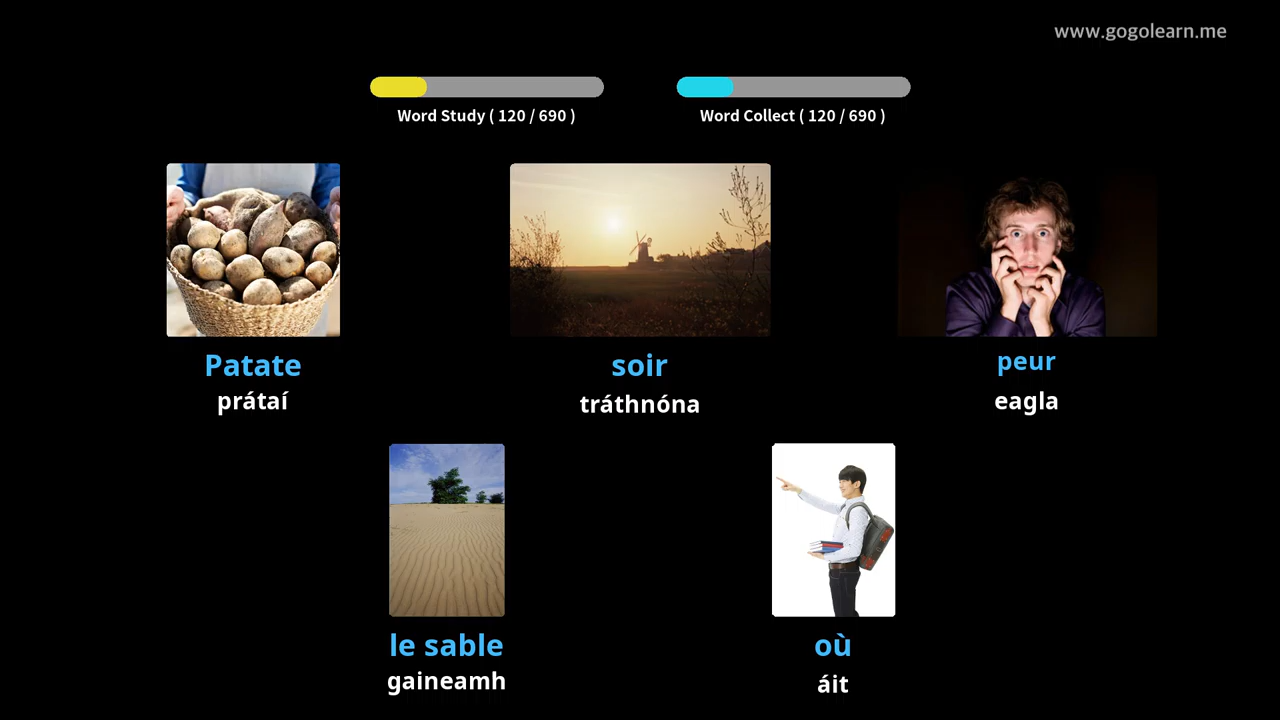 www.gogolearn.me
Word Study ( 120 / 690 )
Word Collect ( 120 / 690 )
Patate
prátaí
soir
tráthnóna
peur
eagla
le sable
gaineamh
où
áit